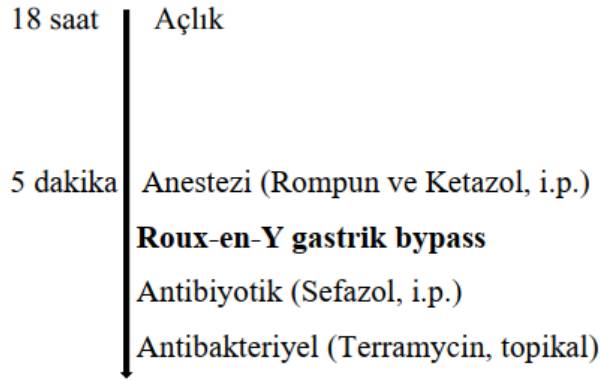 18 saat Açlık
5 dakika Anestezi (Rompun ve Ketazol, i.p.)
Roux-en-Y gastrik bypass
Antibiyotik (Sefazol, i.p.)
Antibakteriyel (Terramycin, topikal)